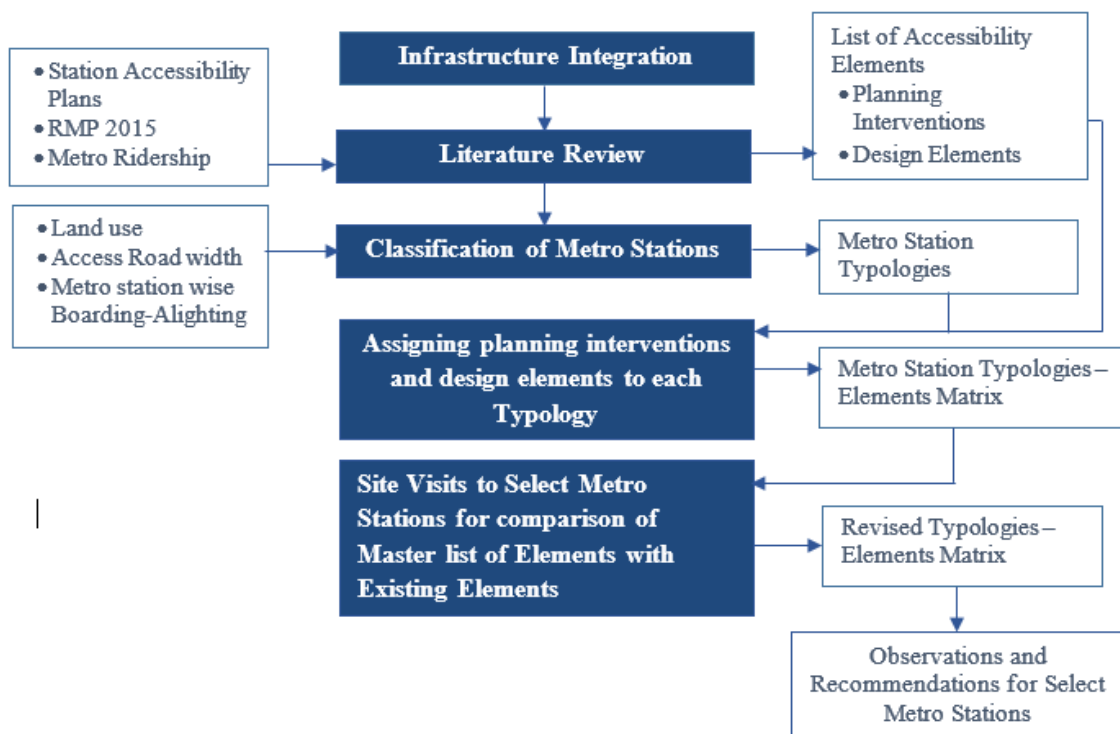 Infrastructure Integration
• Station Accessibility
Plans
• RMP 2015
• Metro Ridership
Literature Review
List of Accessibility
Elements
• Planning
Interventions
• Design Elements
• Land use
• Access Road width
• Metro station wise
Boarding-Alighting
Classification of Metro Stations
Metro Station
Typologies
Assigning planning interventions
and design elements to each
Typology
Metro Station Typologies –
Elements Matrix
Site Visits to Select Metro
Stations for comparison of
Master list of Elements with
Existing Elements
Revised Typologies –
Elements Matrix
Observations and
Recommendations for Select
Metro Stations